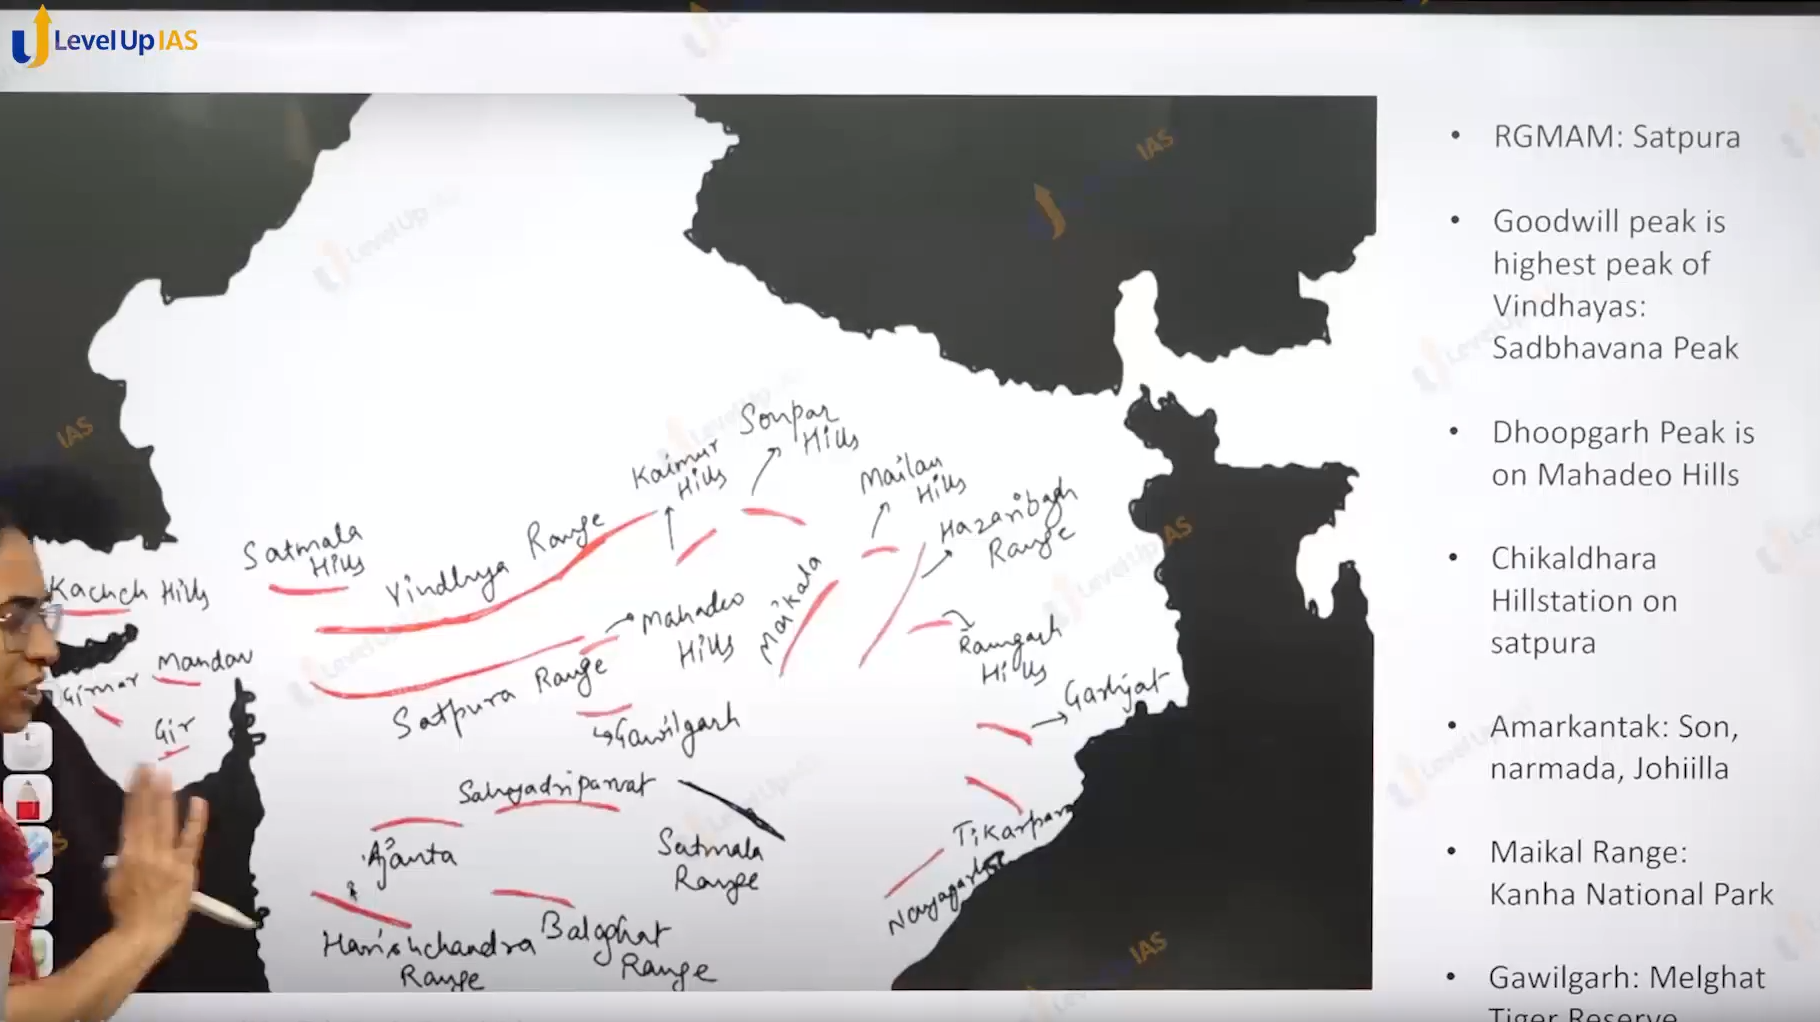 Level Up IAS
Sonpar
Hills
Kaimur
Hills
Mailan
Hills
Hazaribagh
Range
Satmala
Hills
Vindhya Range
Kachch Hills
Mahadeo
Hills
Maikala
Ramgarh
Hills
Mandav
Girnar
Gir
Satpura Range
Gawilgarh
Garhjat
Sahyadriparvat
Ajanta
Satmala
Range
Tikarpara
Nayagarh
Harishchandra
Range
Balaghat
Range
• RGMAM: Satpura
• Goodwill peak is
highest peak of
Vindhayas:
Sadbhavana Peak
• Dhoopgarh Peak is
on Mahadeo Hills
• Chikaldhara
Hillstation on
satpura
• Amarkantak: Son,
narmada, Johiilla
• Maikal Range:
Kanha National Park
• Gawilgarh: Melghat
Tiger Reserve